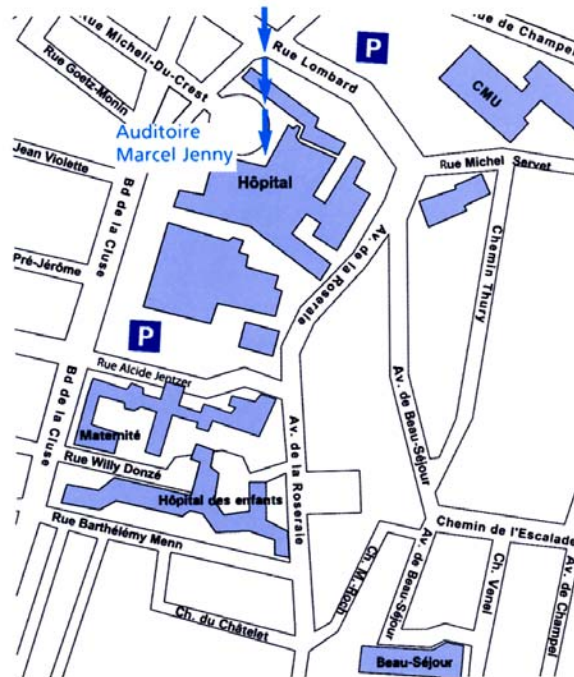 Rue Micheli-Du-Crest
Rue de Champel
P
Rue Lombard
Rue Goetz-Monin
CMU
Auditoire
Marcel Jenny
Jean Violette
Rue Michel Servet
Hôpital
Bd de la Cluse
Av. de la Roseraie
Chemin Thury
Pré-Jérôme
P
Rue Alcide Jentzer
Av. de Beau-Séjour
Bd de la Cluse
Maternité
Av. de la Roseraie
Rue Willy Donzé
Hôpital des enfants
Rue Barthélémy Menn
Chemin de l'Escalade
Ch. M.-Roch
Av. de Beau-Séjour
Ch. Venel
Av. de Champel
Ch. du Châtelet
Beau-Séjour